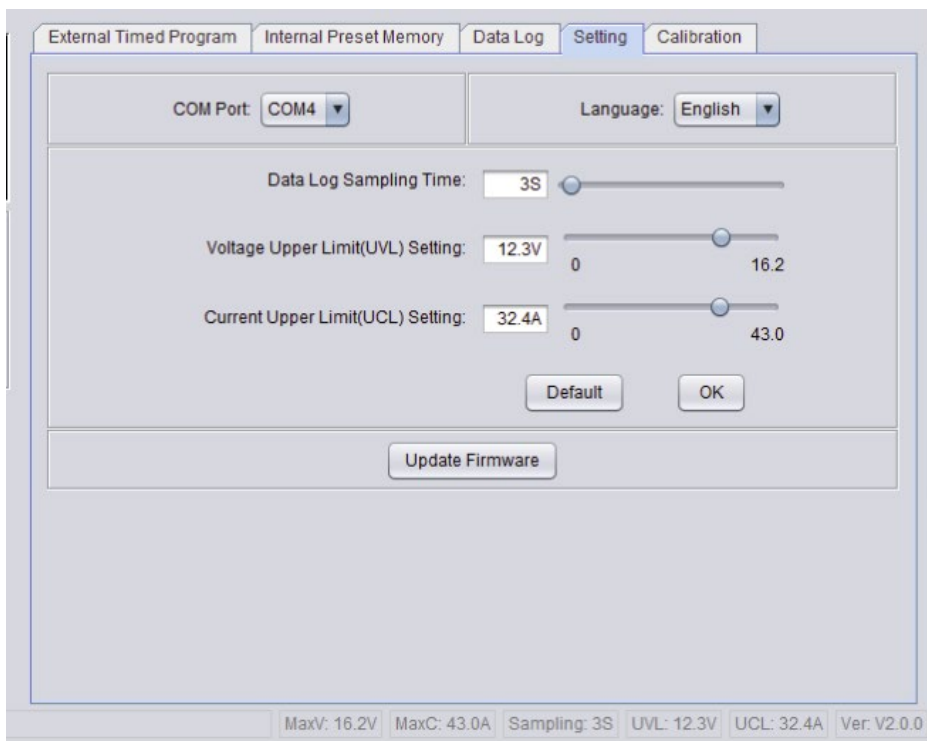 External Timed Program Internal Preset Memory Data Log Setting Calibration
COM Port: COM4 Language: English
Data Log Sampling Time: 3S
Voltage Upper Limit(UVL) Setting: 12.3V
0 16.2
Current Upper Limit(UCL) Setting: 32.4A
0 43.0
Default OK
Update Firmware
MaxV: 16.2V MaxC: 43.0A Sampling: 3S UVL: 12.3V UCL: 32.4A Ver: V2.0.0